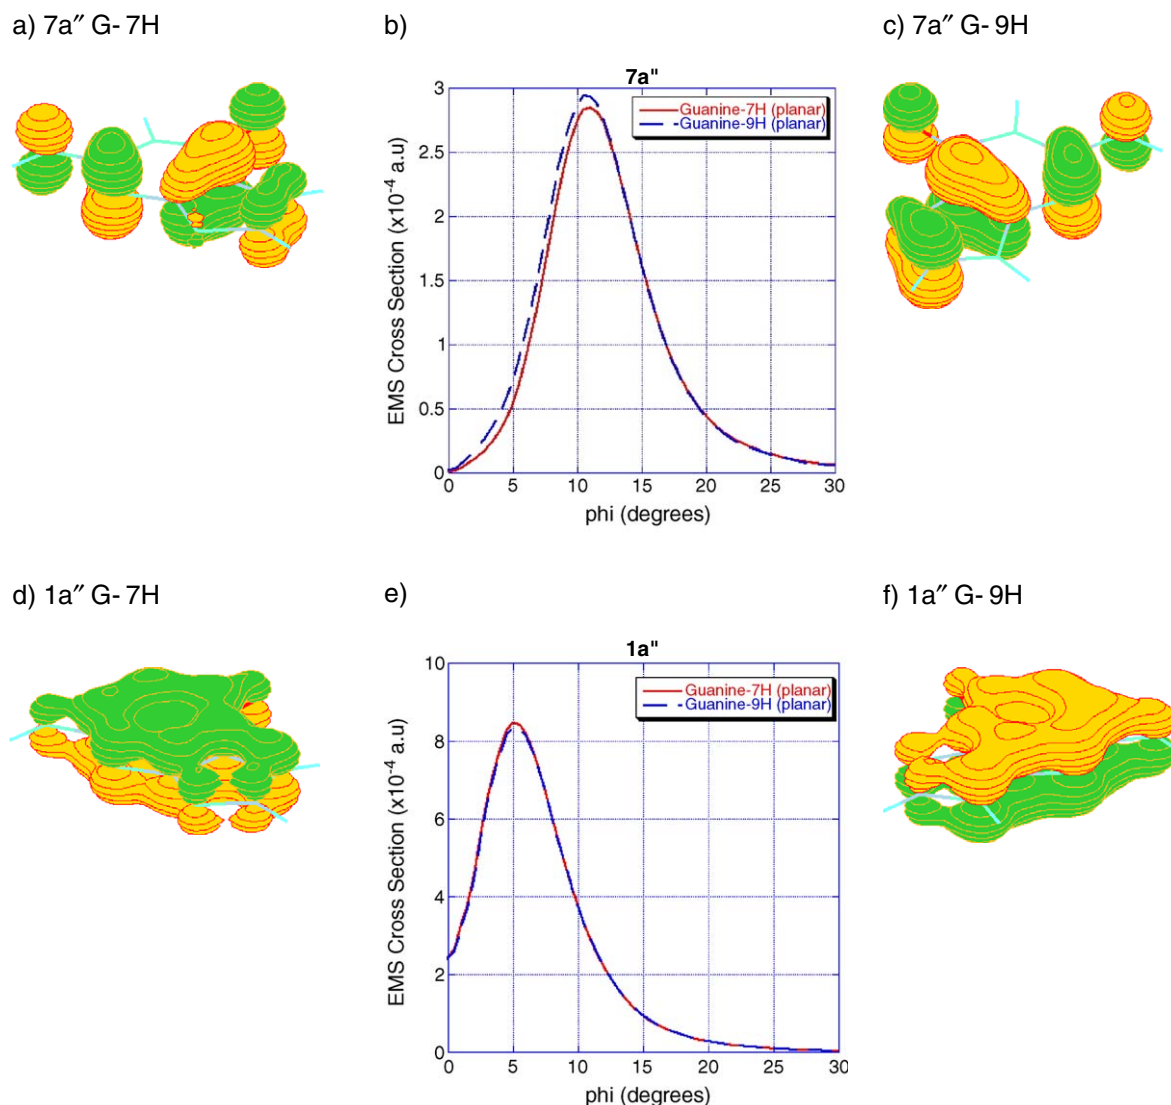 a) 7a″ G- 7H
b)
c) 7a″ G- 9H
7a"
3
2.5
2
1.5
1
0.5
0
EMS Cross Section (x10⁻⁴ a.u)
Guanine-7H (planar)
Guanine-9H (planar)
0 5 10 15 20 25 30
phi (degrees)
d) 1a″ G- 7H
e)
f) 1a″ G- 9H
1a"
10
8
6
4
2
0
EMS Cross Section (x10⁻⁴ a.u)
Guanine-7H (planar)
Guanine-9H (planar)
0 5 10 15 20 25 30
phi (degrees)